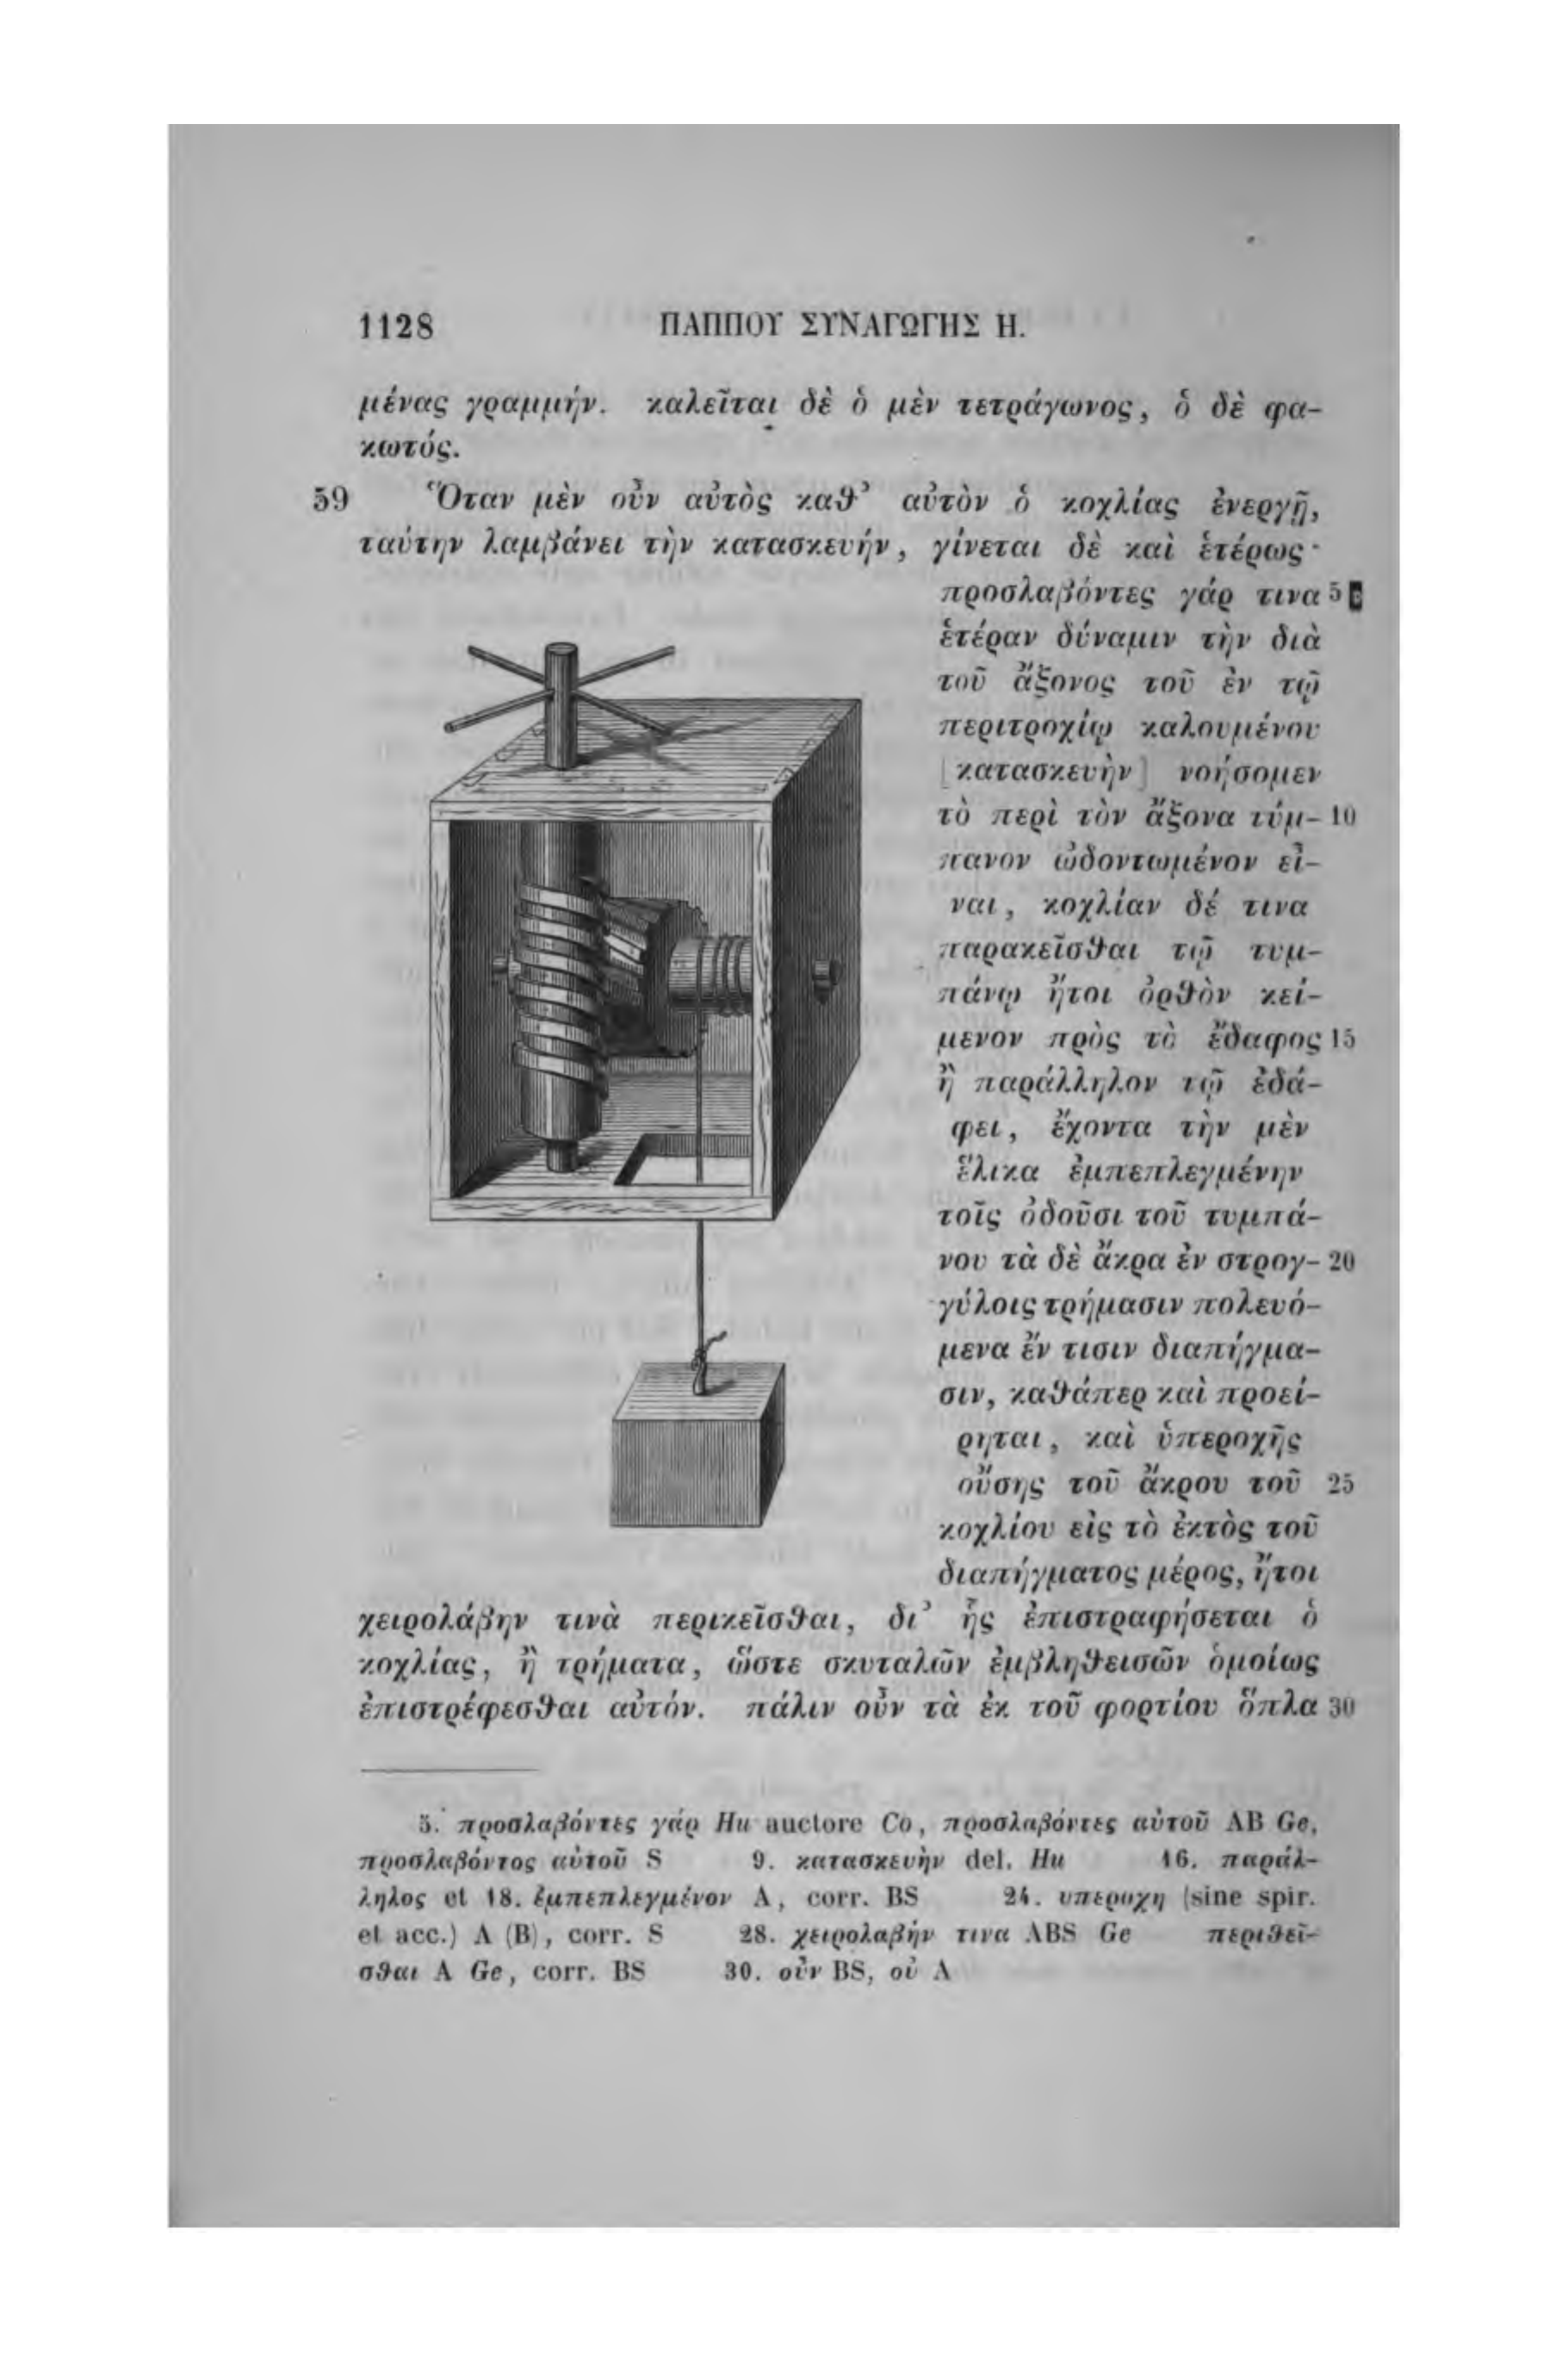 1128 ΠΑΠΠΟΥ ΣΥΝΑΓΩΓΗΣ Η.
μένας γραμμήν. καλεῖται δὲ ὁ μὲν τετράγωνος, ὁ δὲ φα-
κωτός.
59 Ὅταν μὲν οὖν αὐτὸς καθ’ αὑτὸν ὁ κοχλίας ἐνεργῇ,
ταύτην λαμβάνει τὴν κατασκευήν, γίνεται δὲ καὶ ἑτέρως·
προσλαβόντες γάρ τινα 5
ἑτέραν δύναμιν τὴν διὰ
τοῦ ἄξονος τοῦ ἐν τῷ
περιτροχίῳ καλουμένου
[κατασκευὴν] νοήσομεν
τὸ περὶ τὸν ἄξονα τύμ- 10
πανον ὠδοντωμένον εἶ-
ναι, κοχλίαν δέ τινα
παρακεῖσθαι τῷ τυμ-
πάνῳ ἤτοι ὀρθὸν κεί-
μενον πρὸς τὸ ἔδαφος 15
ἢ παράλληλον τῷ ἐδά-
φει, ἔχοντα τὴν μὲν
ἕλικα ἐμπεπλεγμένην
τοῖς ὀδοῦσι τοῦ τυμπά-
νου τὰ δὲ ἄκρα ἐν στρογ- 20
γύλοις τρήμασιν πολευό-
μενα ἔν τισιν διαπήγμα-
σιν, καθάπερ καὶ προεί-
ρηται, καὶ ὑπεροχῆς
οὔσης τοῦ ἄκρου τοῦ 25
κοχλίου εἰς τὸ ἐκτὸς τοῦ
διαπήγματος μέρος, ἤτοι
χειρολάβην τινὰ περικεῖσθαι, δι’ ἧς ἐπιστραφήσεται ὁ
κοχλίας, ἢ τρήματα, ὥστε σκυταλῶν ἐμβληθεισῶν ὁμοίως
ἐπιστρέφεσθαι αὐτόν. πάλιν οὖν τὰ ἐκ τοῦ φορτίου ὅπλα 30
5. προσλαβόντες γάρ Hu auctore Co, προσλαβόντες αὐτοῦ AB Ge,
προσλαβόντος αὐτοῦ S 9. κατασκευὴν del. Hu 16. παράλ-
ληλος et 18. ἐμπεπλεγμένον A, corr. BS 24. υπεροχη (sine spir.
et acc.) A (B), corr. S 28. χειρολαβήν τινα ABS Ge περιθεῖ-
σθαι A Ge, corr. BS 30. οὖν BS, οὐ A